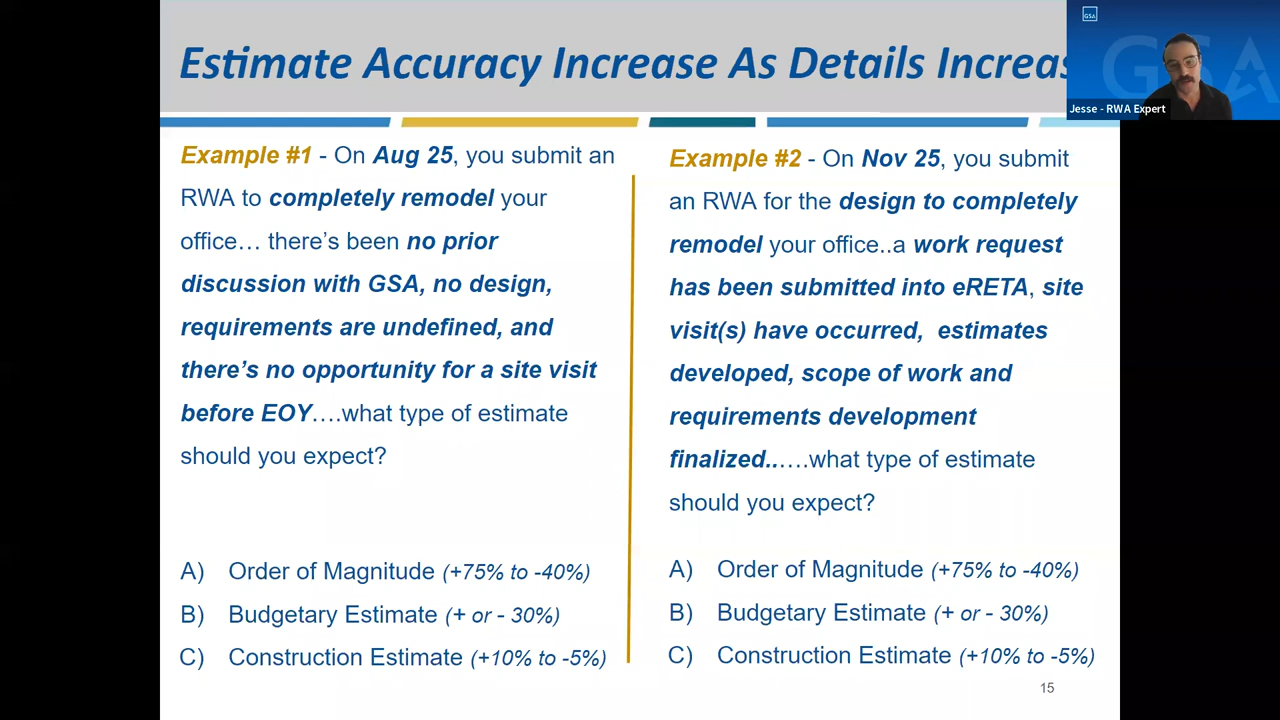 Estimate Accuracy Increase As Details Increas
GSA
GSA
Jesse - RWA Expert
Example #1 - On Aug 25, you submit an
RWA to completely remodel your
office… there's been no prior
discussion with GSA, no design,
requirements are undefined, and
there's no opportunity for a site visit
before EOY….what type of estimate
should you expect?
A) Order of Magnitude (+75% to -40%)
B) Budgetary Estimate (+ or - 30%)
C) Construction Estimate (+10% to -5%)
Example #2 - On Nov 25, you submit
an RWA for the design to completely
remodel your office..a work request
has been submitted into eRETA, site
visit(s) have occurred, estimates
developed, scope of work and
requirements development
finalized..….what type of estimate
should you expect?
A) Order of Magnitude (+75% to -40%)
B) Budgetary Estimate (+ or - 30%)
C) Construction Estimate (+10% to -5%)
15